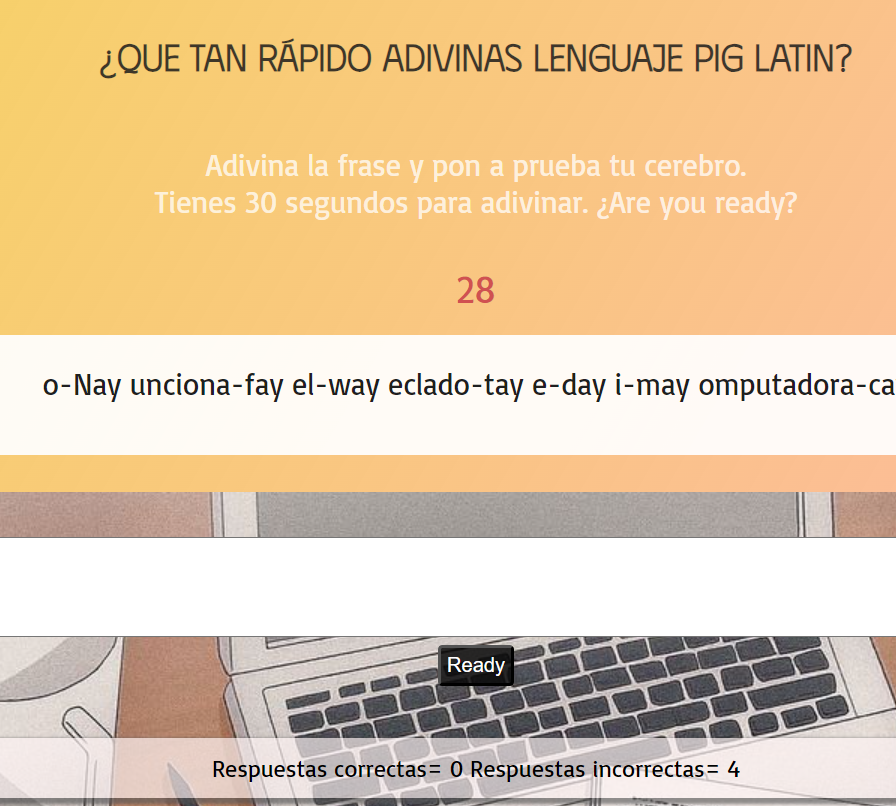 ¿QUE TAN RÁPIDO ADIVINAS LENGUAJE PIG LATIN?
Adivina la frase y pon a prueba tu cerebro.
Tienes 30 segundos para adivinar. ¿Are you ready?
28
o-Nay unciona-fay el-way eclado-tay e-day i-may omputadora-ca
Ready
Respuestas correctas= 0 Respuestas incorrectas= 4